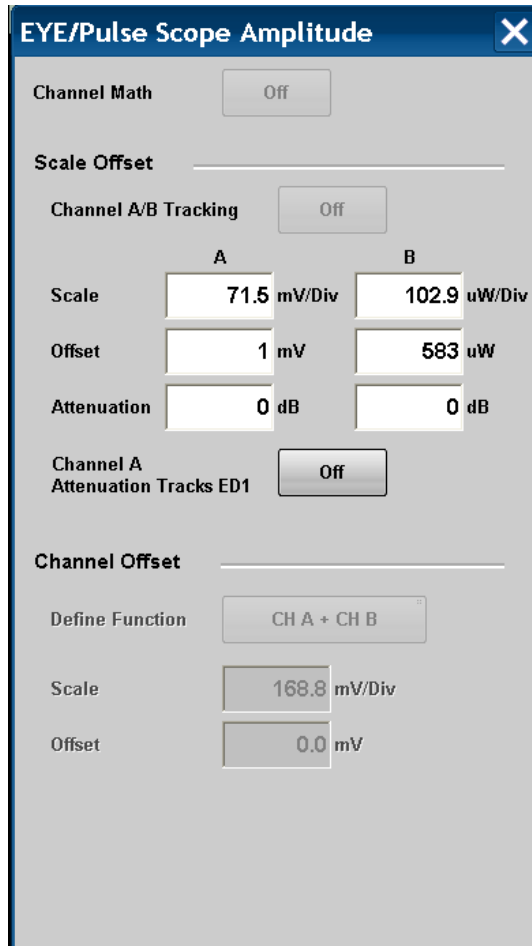 EYE/Pulse Scope Amplitude
Channel Math Off
Scale Offset
Channel A/B Tracking Off
A B
Scale 71.5 mV/Div 102.9 uW/Div
Offset 1 mV 583 uW
Attenuation 0 dB 0 dB
Channel A
Attenuation Tracks ED1 Off
Channel Offset
Define Function CH A + CH B
Scale 168.8 mV/Div
Offset 0.0 mV